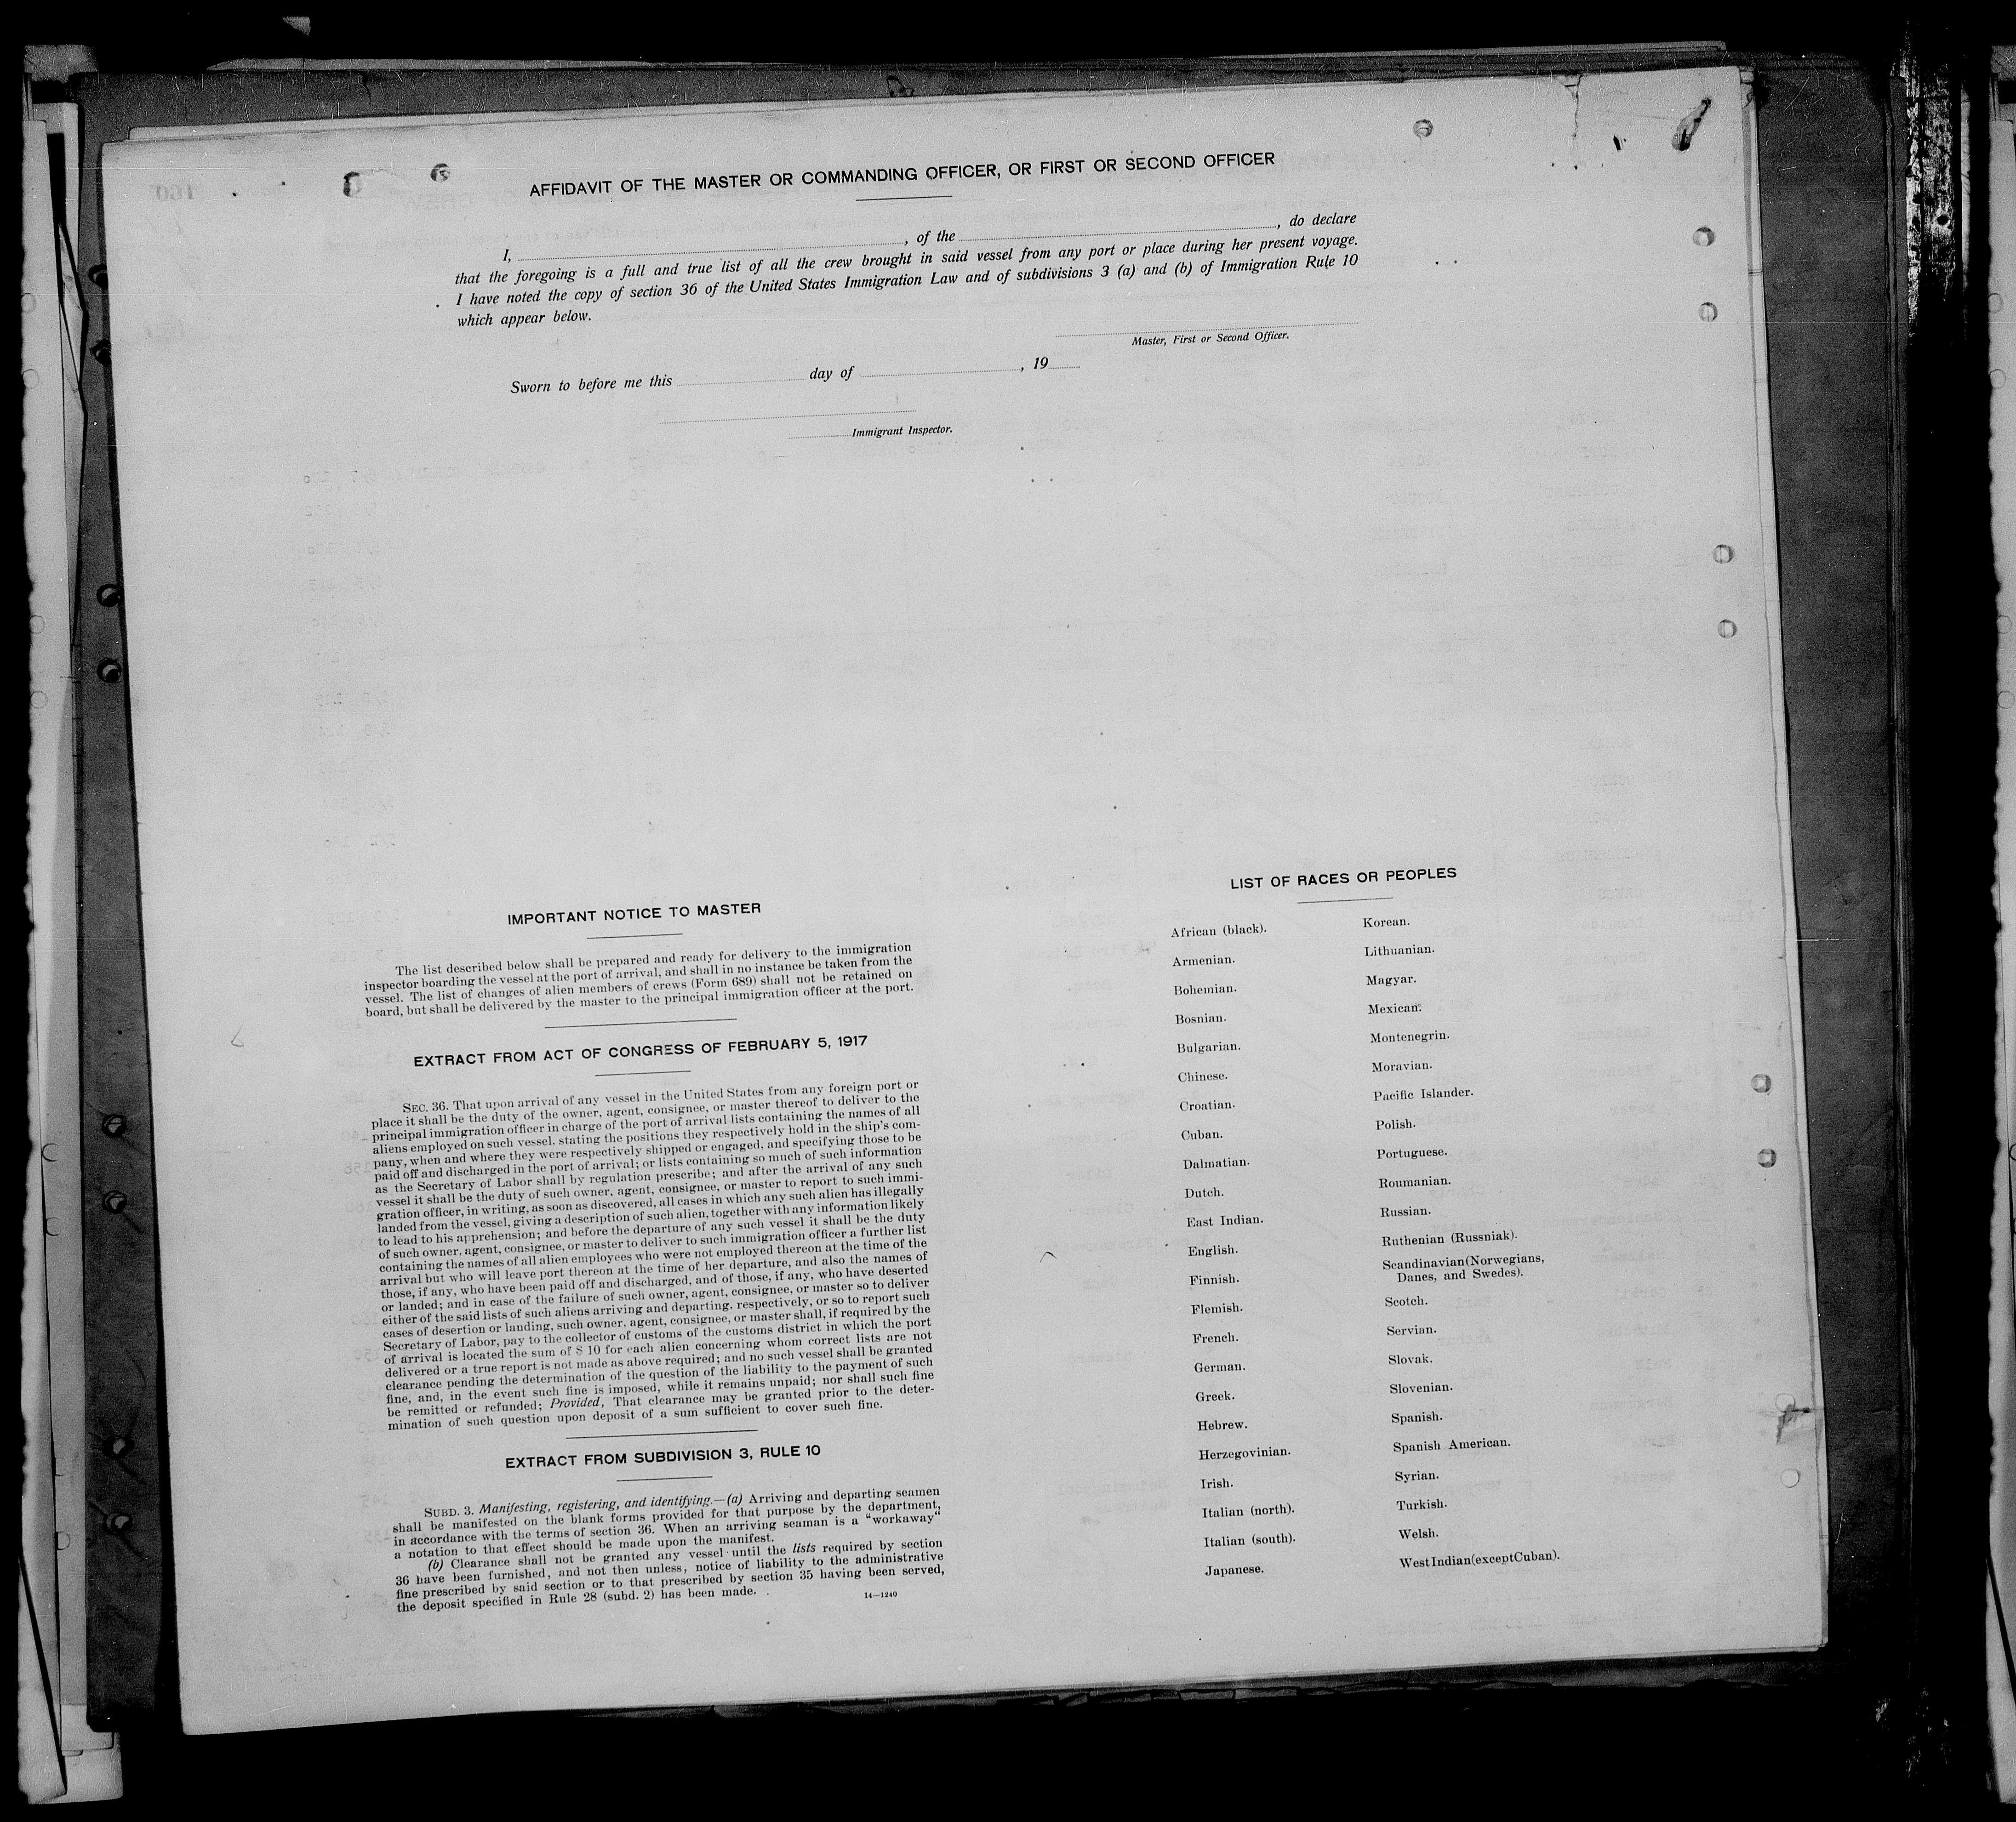 AFFIDAVIT OF THE MASTER OR COMMANDING OFFICER, OR FIRST OR SECOND OFFICER
I, , of the , do declare
that the foregoing is a full and true list of all the crew brought in said vessel from any port or place during her present voyage.
I have noted the copy of section 36 of the United States Immigration Law and of subdivisions 3 (a) and (b) of Immigration Rule 10
which appear below.
Master, First or Second Officer.
Sworn to before me this day of , 19
Immigrant Inspector.
IMPORTANT NOTICE TO MASTER
The list described below shall be prepared and ready for delivery to the immigration
inspector boarding the vessel at the port of arrival, and shall in no instance be taken from the
vessel. The list of changes of alien members of crews (Form 689) shall not be retained on
board, but shall be delivered by the master to the principal immigration officer at the port.
EXTRACT FROM ACT OF CONGRESS OF FEBRUARY 5, 1917
SEC. 36. That upon arrival of any vessel in the United States from any foreign port or
place it shall be the duty of the owner, agent, consignee, or master thereof to deliver to the
principal immigration officer in charge of the port of arrival lists containing the names of all
aliens employed on such vessel, stating the positions they respectively hold in the ship's com-
pany, when and where they were respectively shipped or engaged, and specifying those to be
paid off and discharged in the port of arrival; or lists containing so much of such information
as the Secretary of Labor shall by regulation prescribe; and after the arrival of any such
vessel it shall be the duty of such owner, agent, consignee, or master to report to such immi-
gration officer, in writing, as soon as discovered, all cases in which any such alien has illegally
landed from the vessel, giving a description of such alien, together with any information likely
to lead to his apprehension; and before the departure of any such vessel it shall be the duty
of such owner, agent, consignee, or master to deliver to such immigration officer a further list
containing the names of all alien employees who were not employed thereon at the time of the
arrival but who will leave port thereon at the time of her departure, and also the names of
those, if any, who have been paid off and discharged, and of those, if any, who have deserted
or landed; and in case of the failure of such owner, agent, consignee, or master so to deliver
either of the said lists of such aliens arriving and departing, respectively, or so to report such
cases of desertion or landing, such owner, agent, consignee, or master shall, if required by the
Secretary of Labor, pay to the collector of customs of the customs district in which the port
of arrival is located the sum of $ 10 for each alien concerning whom correct lists are not
delivered or a true report is not made as above required; and no such vessel shall be granted
clearance pending the determination of the question of the liability to the payment of such
fine, and, in the event such fine is imposed, while it remains unpaid; nor shall such fine
be remitted or refunded; Provided, That clearance may be granted prior to the deter-
mination of such question upon deposit of a sum sufficient to cover such fine.
EXTRACT FROM SUBDIVISION 3, RULE 10
SUBD. 3. Manifesting, registering, and identifying.—(a) Arriving and departing seamen
shall be manifested on the blank forms provided for that purpose by the department,
in accordance with the terms of section 36. When an arriving seaman is a "workaway"
a notation to that effect should be made upon the manifest.
(b) Clearance shall not be granted any vessel until the lists required by section
36 have been furnished, and not then unless, notice of liability to the administrative
fine prescribed by said section or to that prescribed by section 35 having been served,
the deposit specified in Rule 28 (subd. 2) has been made.
14—1240
LIST OF RACES OR PEOPLES
African (black).
Armenian.
Bohemian.
Bosnian.
Bulgarian.
Chinese.
Croatian.
Cuban.
Dalmatian.
Dutch.
East Indian.
English.
Finnish.
Flemish.
French.
German.
Greek.
Hebrew.
Herzegovinian.
Irish.
Italian (north).
Italian (south).
Japanese.
Korean.
Lithuanian.
Magyar.
Mexican.
Montenegrin.
Moravian.
Pacific Islander.
Polish.
Portuguese.
Roumanian.
Russian.
Ruthenian (Russniak).
Scandinavian (Norwegians,
Danes, and Swedes).
Scotch.
Servian.
Slovak.
Slovenian.
Spanish.
Spanish American.
Syrian.
Turkish.
Welsh.
West Indian (except Cuban).